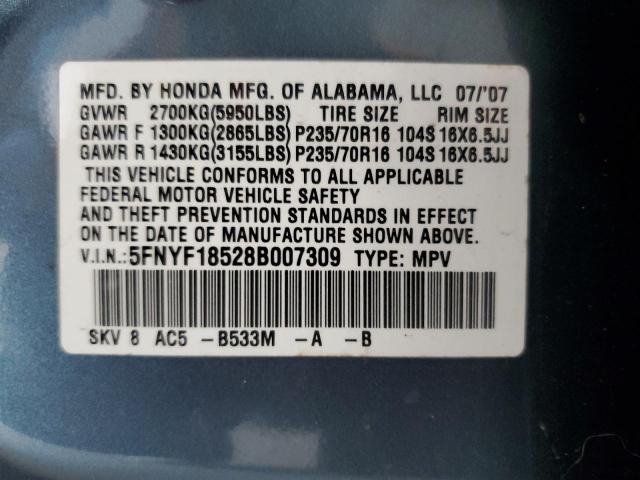 MFD. BY HONDA MFG. OF ALABAMA, LLC 07/'07
GVWR 2700KG(5950LBS) TIRE SIZE RIM SIZE
GAWR F 1300KG(2865LBS) P235/70R16 104S 16X6.5JJ
GAWR R 1430KG(3155LBS) P235/70R16 104S 16X6.5JJ
THIS VEHICLE CONFORMS TO ALL APPLICABLE
FEDERAL MOTOR VEHICLE SAFETY
AND THEFT PREVENTION STANDARDS IN EFFECT
ON THE DATE OF MANUFACTURE SHOWN ABOVE.
V.I.N.: 5FNYF18528B007309 TYPE: MPV
SKV 8 AC5 -B533M -A -B